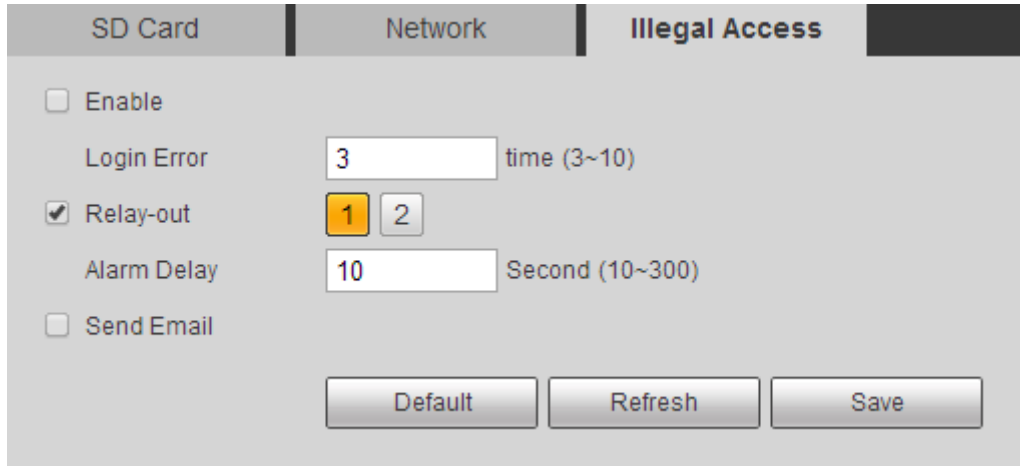 SD Card Network Illegal Access
Enable
Login Error 3 time (3~10)
Relay-out 1 2
Alarm Delay 10 Second (10~300)
Send Email
Default Refresh Save